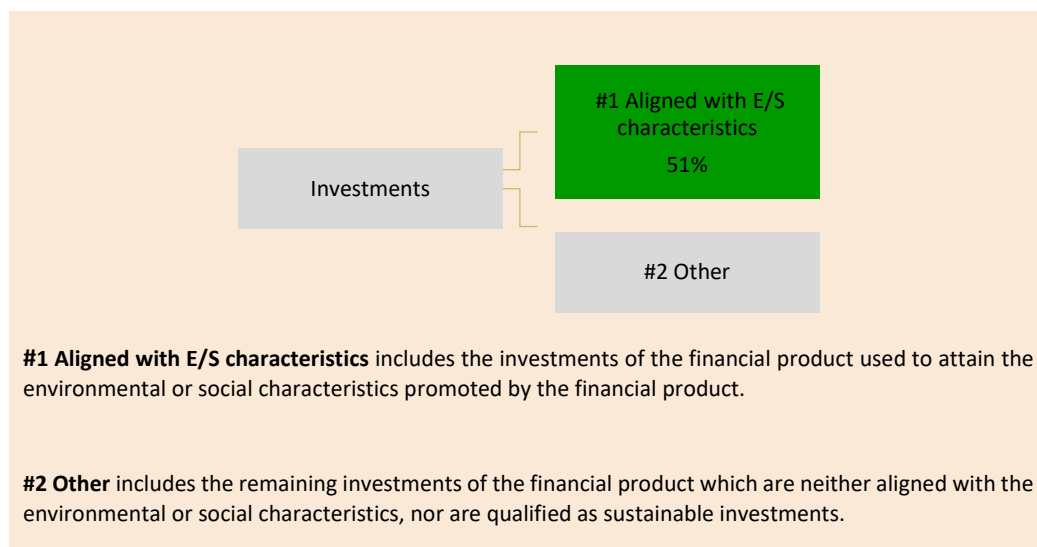 #1 Aligned with E/S
characteristics
51%
Investments
#2 Other
#1 Aligned with E/S characteristics includes the investments of the financial product used to attain the
environmental or social characteristics promoted by the financial product.
#2 Other includes the remaining investments of the financial product which are neither aligned with the
environmental or social characteristics, nor are qualified as sustainable investments.